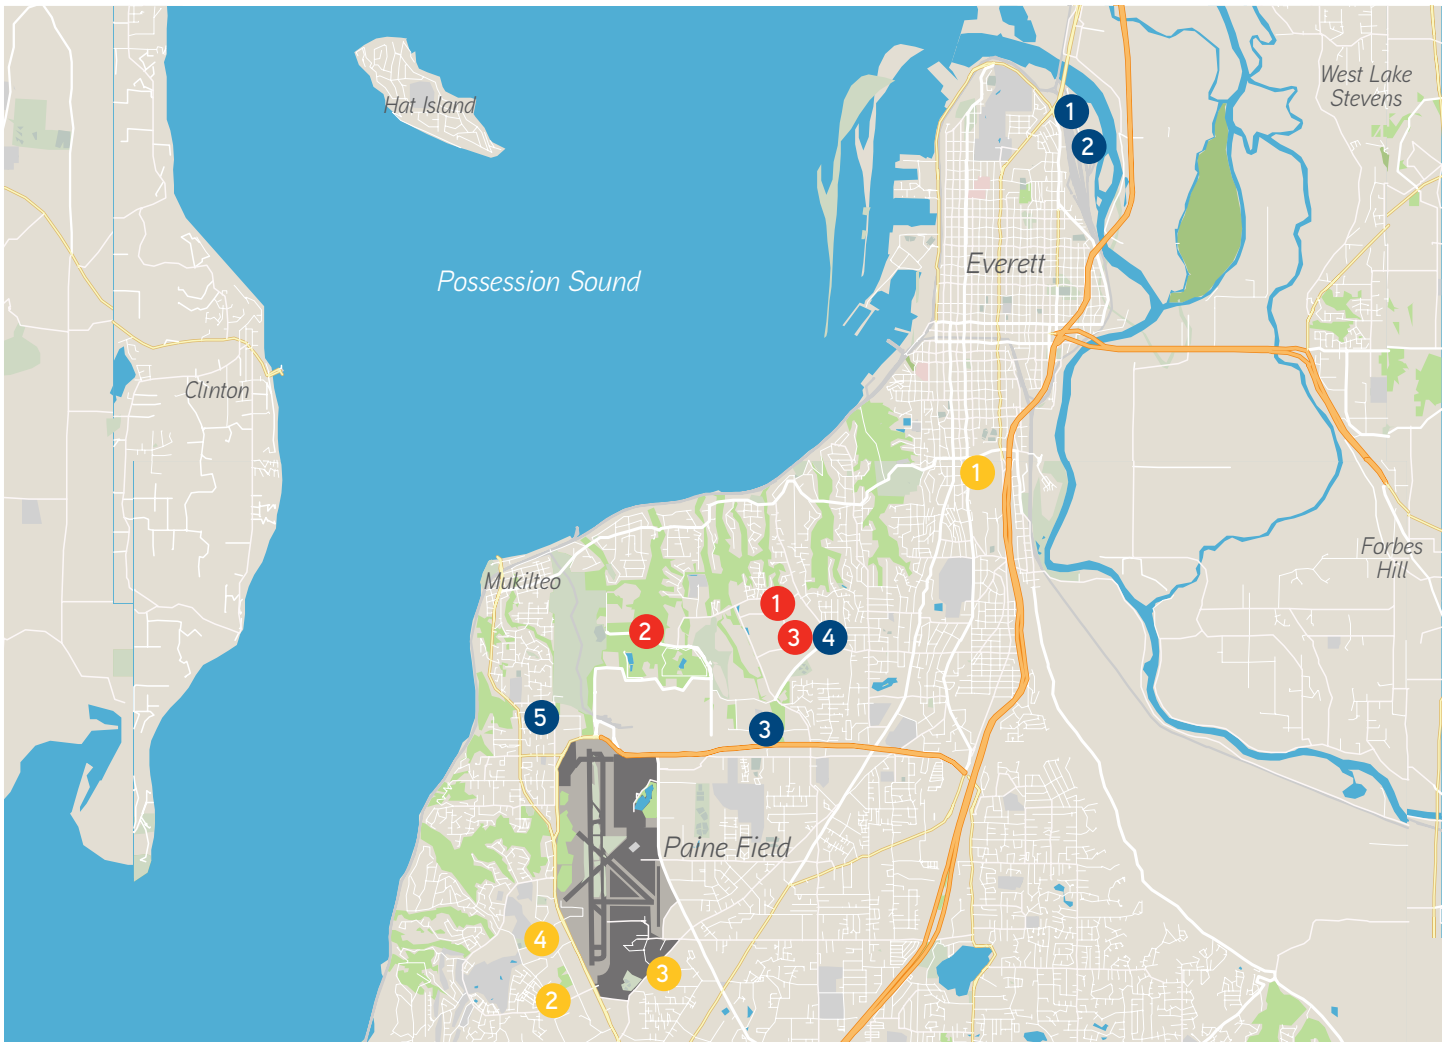 West Lake
Stevens
Hat Island
1
2
Everett
Possession Sound
Clinton
1
Forbes
Hill
Mukilteo
1
2
3
4
5
3
Paine Field
4
3
2